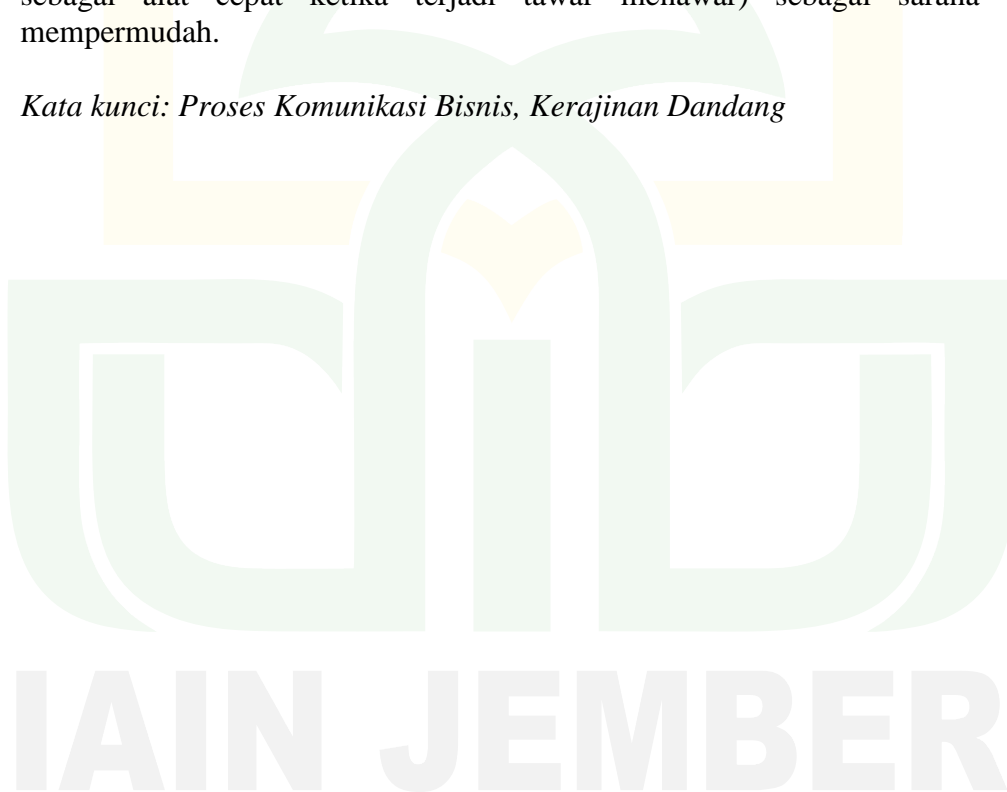 sebagai alat cepat ketika terjadi tawar menawar) sebagai sarana
mempermudah.
Kata kunci: Proses Komunikasi Bisnis, Kerajinan Dandang
IAIN JEMBER